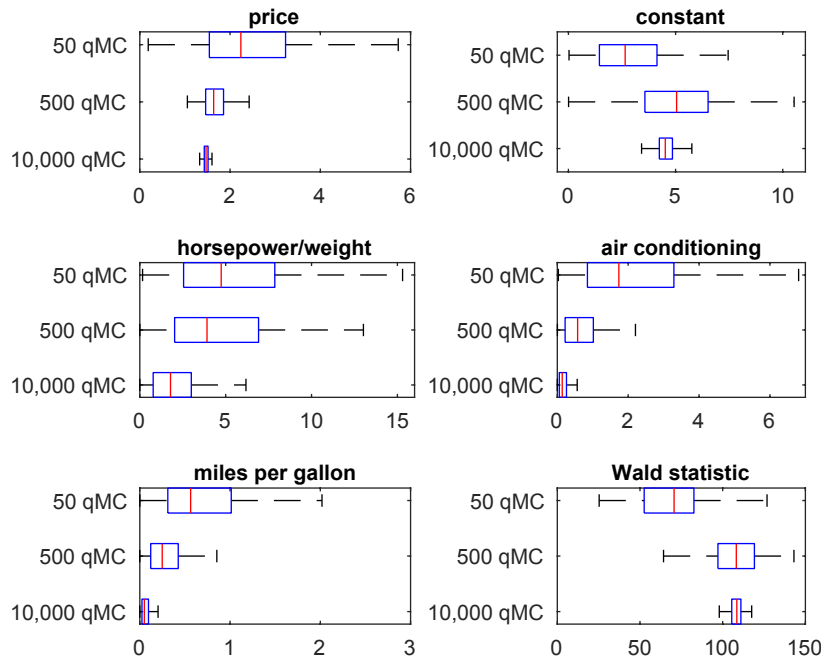 price
50 qMC
500 qMC
10,000 qMC
0 2 4 6
constant
50 qMC
500 qMC
10,000 qMC
0 5 10
horsepower/weight
50 qMC
500 qMC
10,000 qMC
0 5 10 15
air conditioning
50 qMC
500 qMC
10,000 qMC
0 2 4 6
miles per gallon
50 qMC
500 qMC
10,000 qMC
0 1 2 3
Wald statistic
50 qMC
500 qMC
10,000 qMC
0 50 100 150